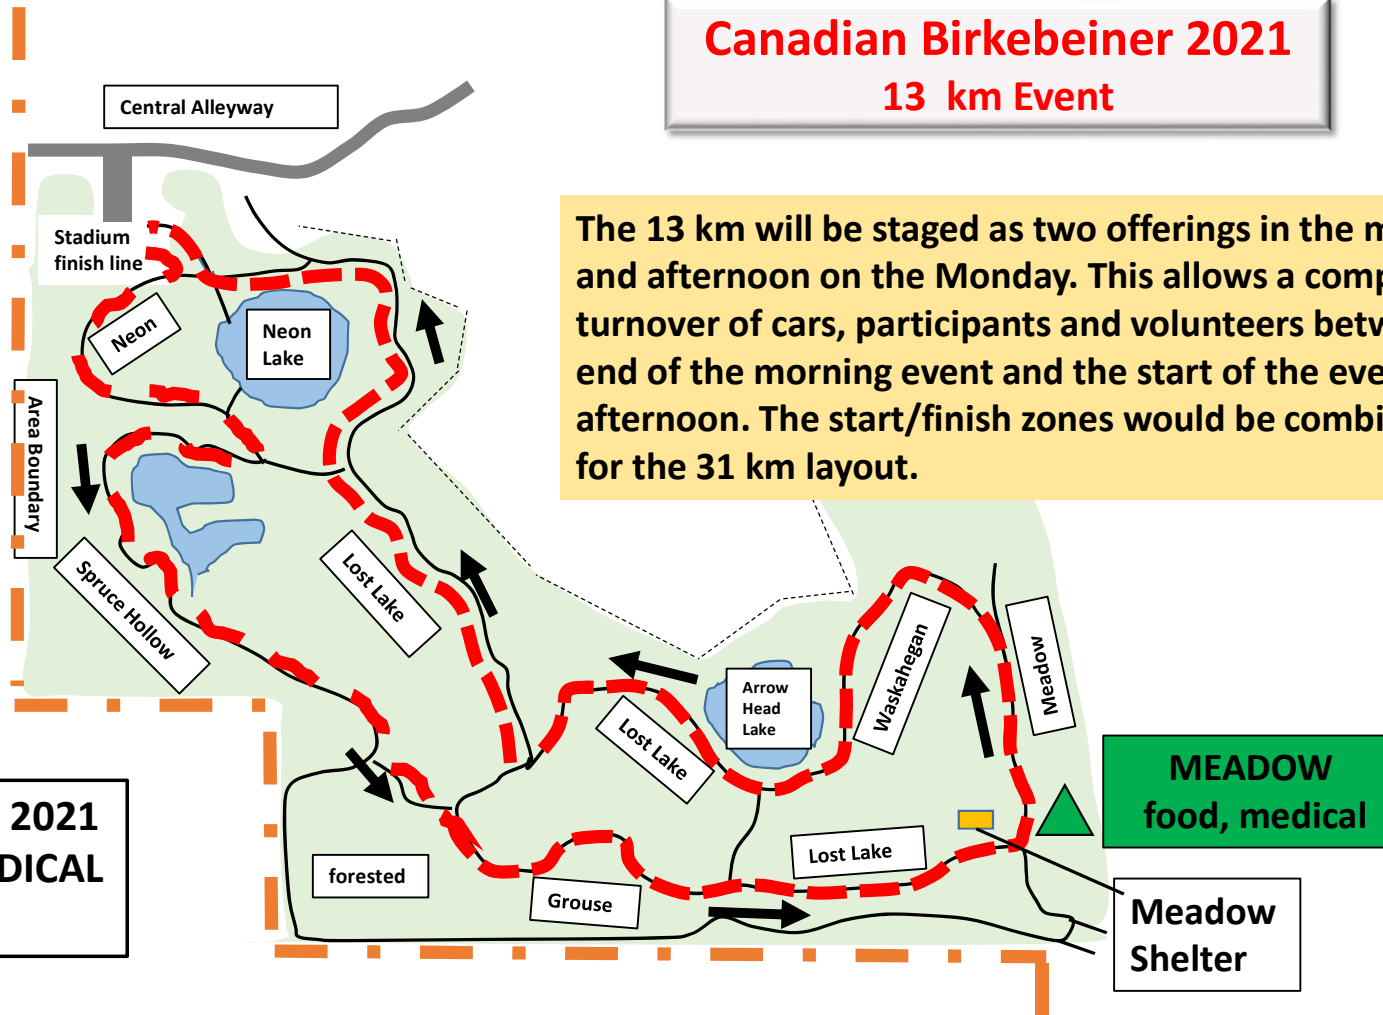 Canadian Birkebeiner 2021
13 km Event
Central Alleyway
Stadium
finish line
The 13 km will be staged as two offerings in the m
and afternoon on the Monday. This allows a comp
turnover of cars, participants and volunteers betw
end of the morning event and the start of the eve
afternoon. The start/finish zones would be combi
for the 31 km layout.
Neon
Neon
Lake
Area Boundary
Spruce Hollow
Lost Lake
Waskahegan
Meadow
Arrow
Head
Lake
Lost Lake
MEADOW
food, medical
2021
DICAL
forested
Lost Lake
Grouse
Meadow
Shelter